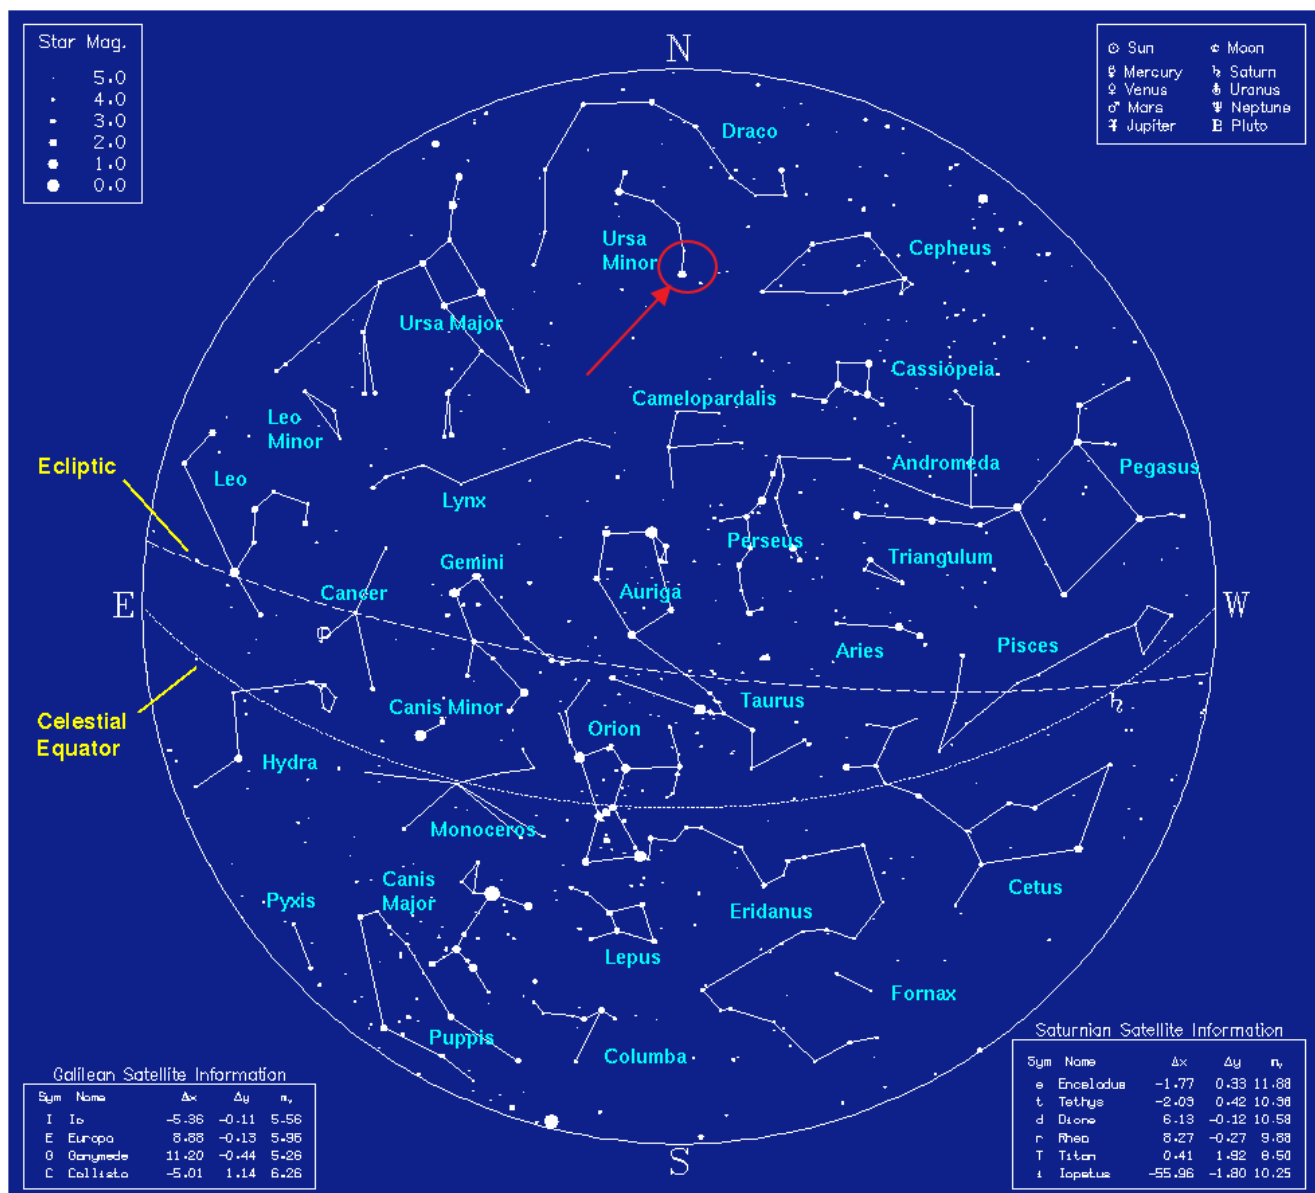 Star Mag.
5.0
4.0
3.0
2.0
1.0
0.0
N
☉ Sun
☾ Moon
☿ Mercury
♄ Saturn
♀ Venus
♅ Uranus
♂ Mars
♆ Neptune
♃ Jupiter
P Pluto
Draco
Ursa
Minor
Cepheus
Ursa Major
Cassiopeia
Camelopardalis
Leo
Minor
Ecliptic
Leo
Lynx
Andromeda
Pegasus
Perseus
Triangulum
Gemini
Cancer
Auriga
E
W
Aries
Pisces
Celestial
Equator
Canis Minor
Taurus
Orion
♄
Hydra
Monoceros
Canis
Major
Pyxis
Eridanus
Cetus
Lepus
Fornax
Puppis
Columba
S
Galilean Satellite Information
Sym Name Δx Δy mᵥ
I Io -5.36 -0.11 5.56
E Europa 8.88 -0.13 5.96
G Ganymede 11.20 -0.44 5.26
C Callisto -5.01 1.14 6.26
Saturnian Satellite Information
Sym Name Δx Δy mᵥ
e Enceladus -1.77 0.33 11.88
t Tethys -2.09 0.42 10.38
d Dione 6.13 -0.12 10.58
r Rhea 8.27 -0.27 9.88
T Titan 0.41 1.92 8.50
i Iapetus -55.96 -1.80 10.25